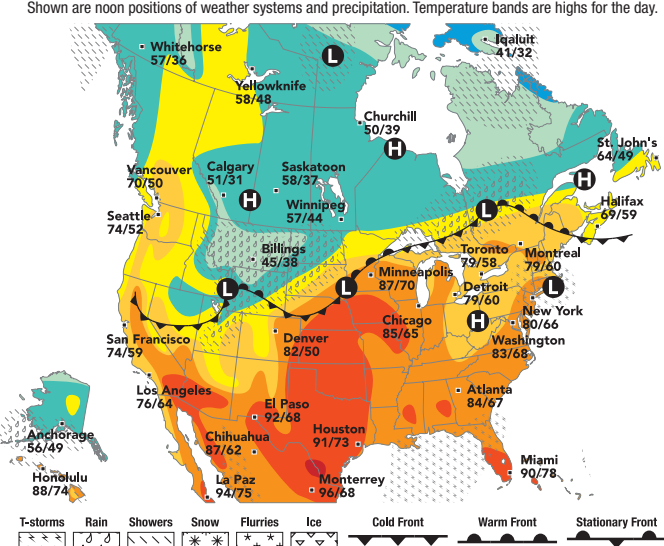 Shown are noon positions of weather systems and precipitation. Temperature bands are highs for the day.
Whitehorse
57/36
L
Iqaluit
41/32
Yellowknife
58/48
Churchill
50/39
H
St. John's
64/49
Vancouver
70/50
Calgary
51/31
Saskatoon
58/37
H
H
Winnipeg
57/44
Halifax
69/59
L
Seattle
74/52
Billings
45/38
Toronto
79/58
Montreal
79/60
Minneapolis
87/70
L
L
L
Detroit
79/60
New York
80/66
Chicago
85/65
H
San Francisco
74/59
Denver
82/50
Washington
83/68
Los Angeles
76/64
Atlanta
84/67
El Paso
92/68
Anchorage
56/49
Chihuahua
87/62
Houston
91/73
Miami
90/78
Honolulu
88/74
La Paz
94/75
Monterrey
96/68
T-storms Rain Showers Snow Flurries Ice Cold Front Warm Front Stationary Front